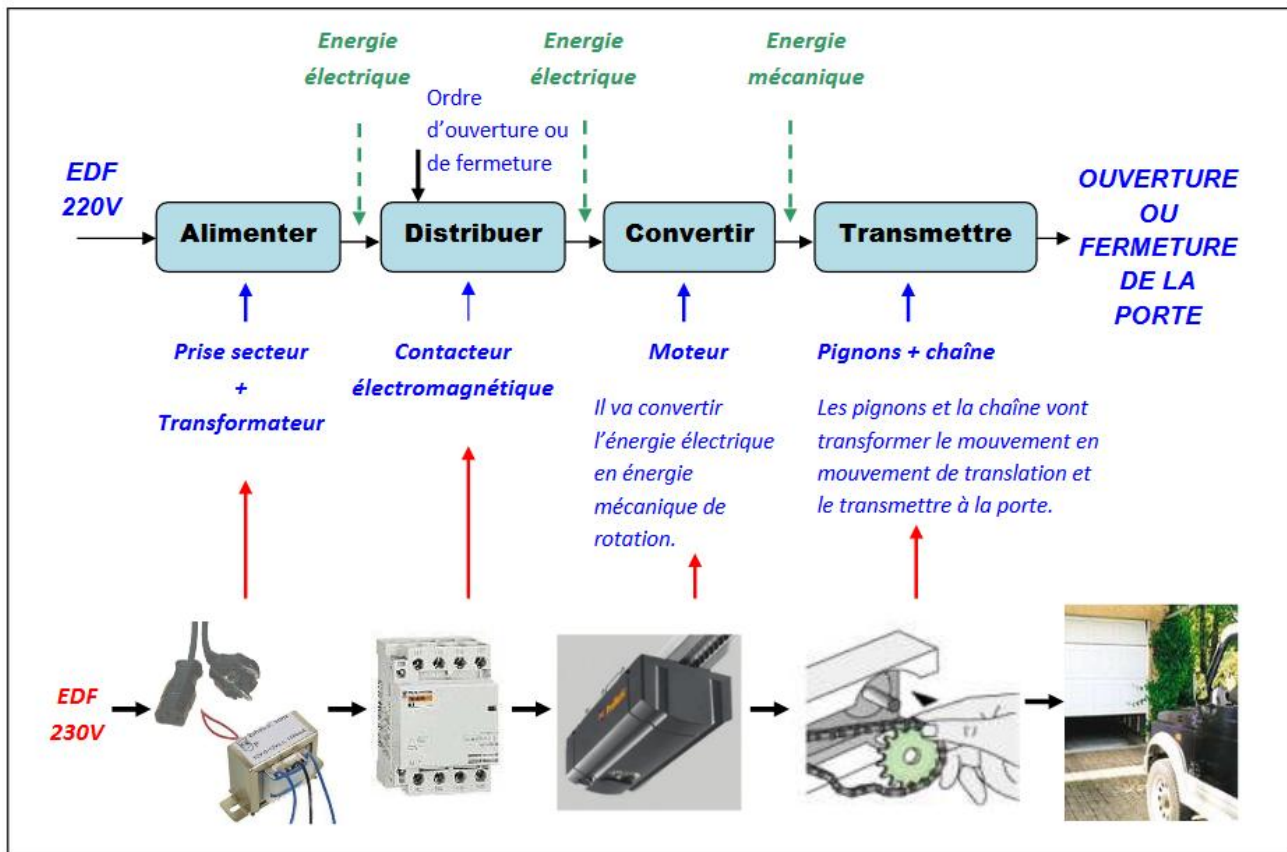 Energie
électrique
Energie
électrique
Energie
mécanique
Ordre
d'ouverture ou
de fermeture
EDF
220V
Alimenter
Distribuer
Convertir
Transmettre
OUVERTURE
OU
FERMETURE
DE LA
PORTE
Prise secteur
+
Transformateur
Contacteur
électromagnétique
Moteur
Il va convertir
l'énergie électrique
en énergie
mécanique de
rotation.
Pignons + chaîne
Les pignons et la chaîne vont
transformer le mouvement en
mouvement de translation et
le transmettre à la porte.
EDF
230V